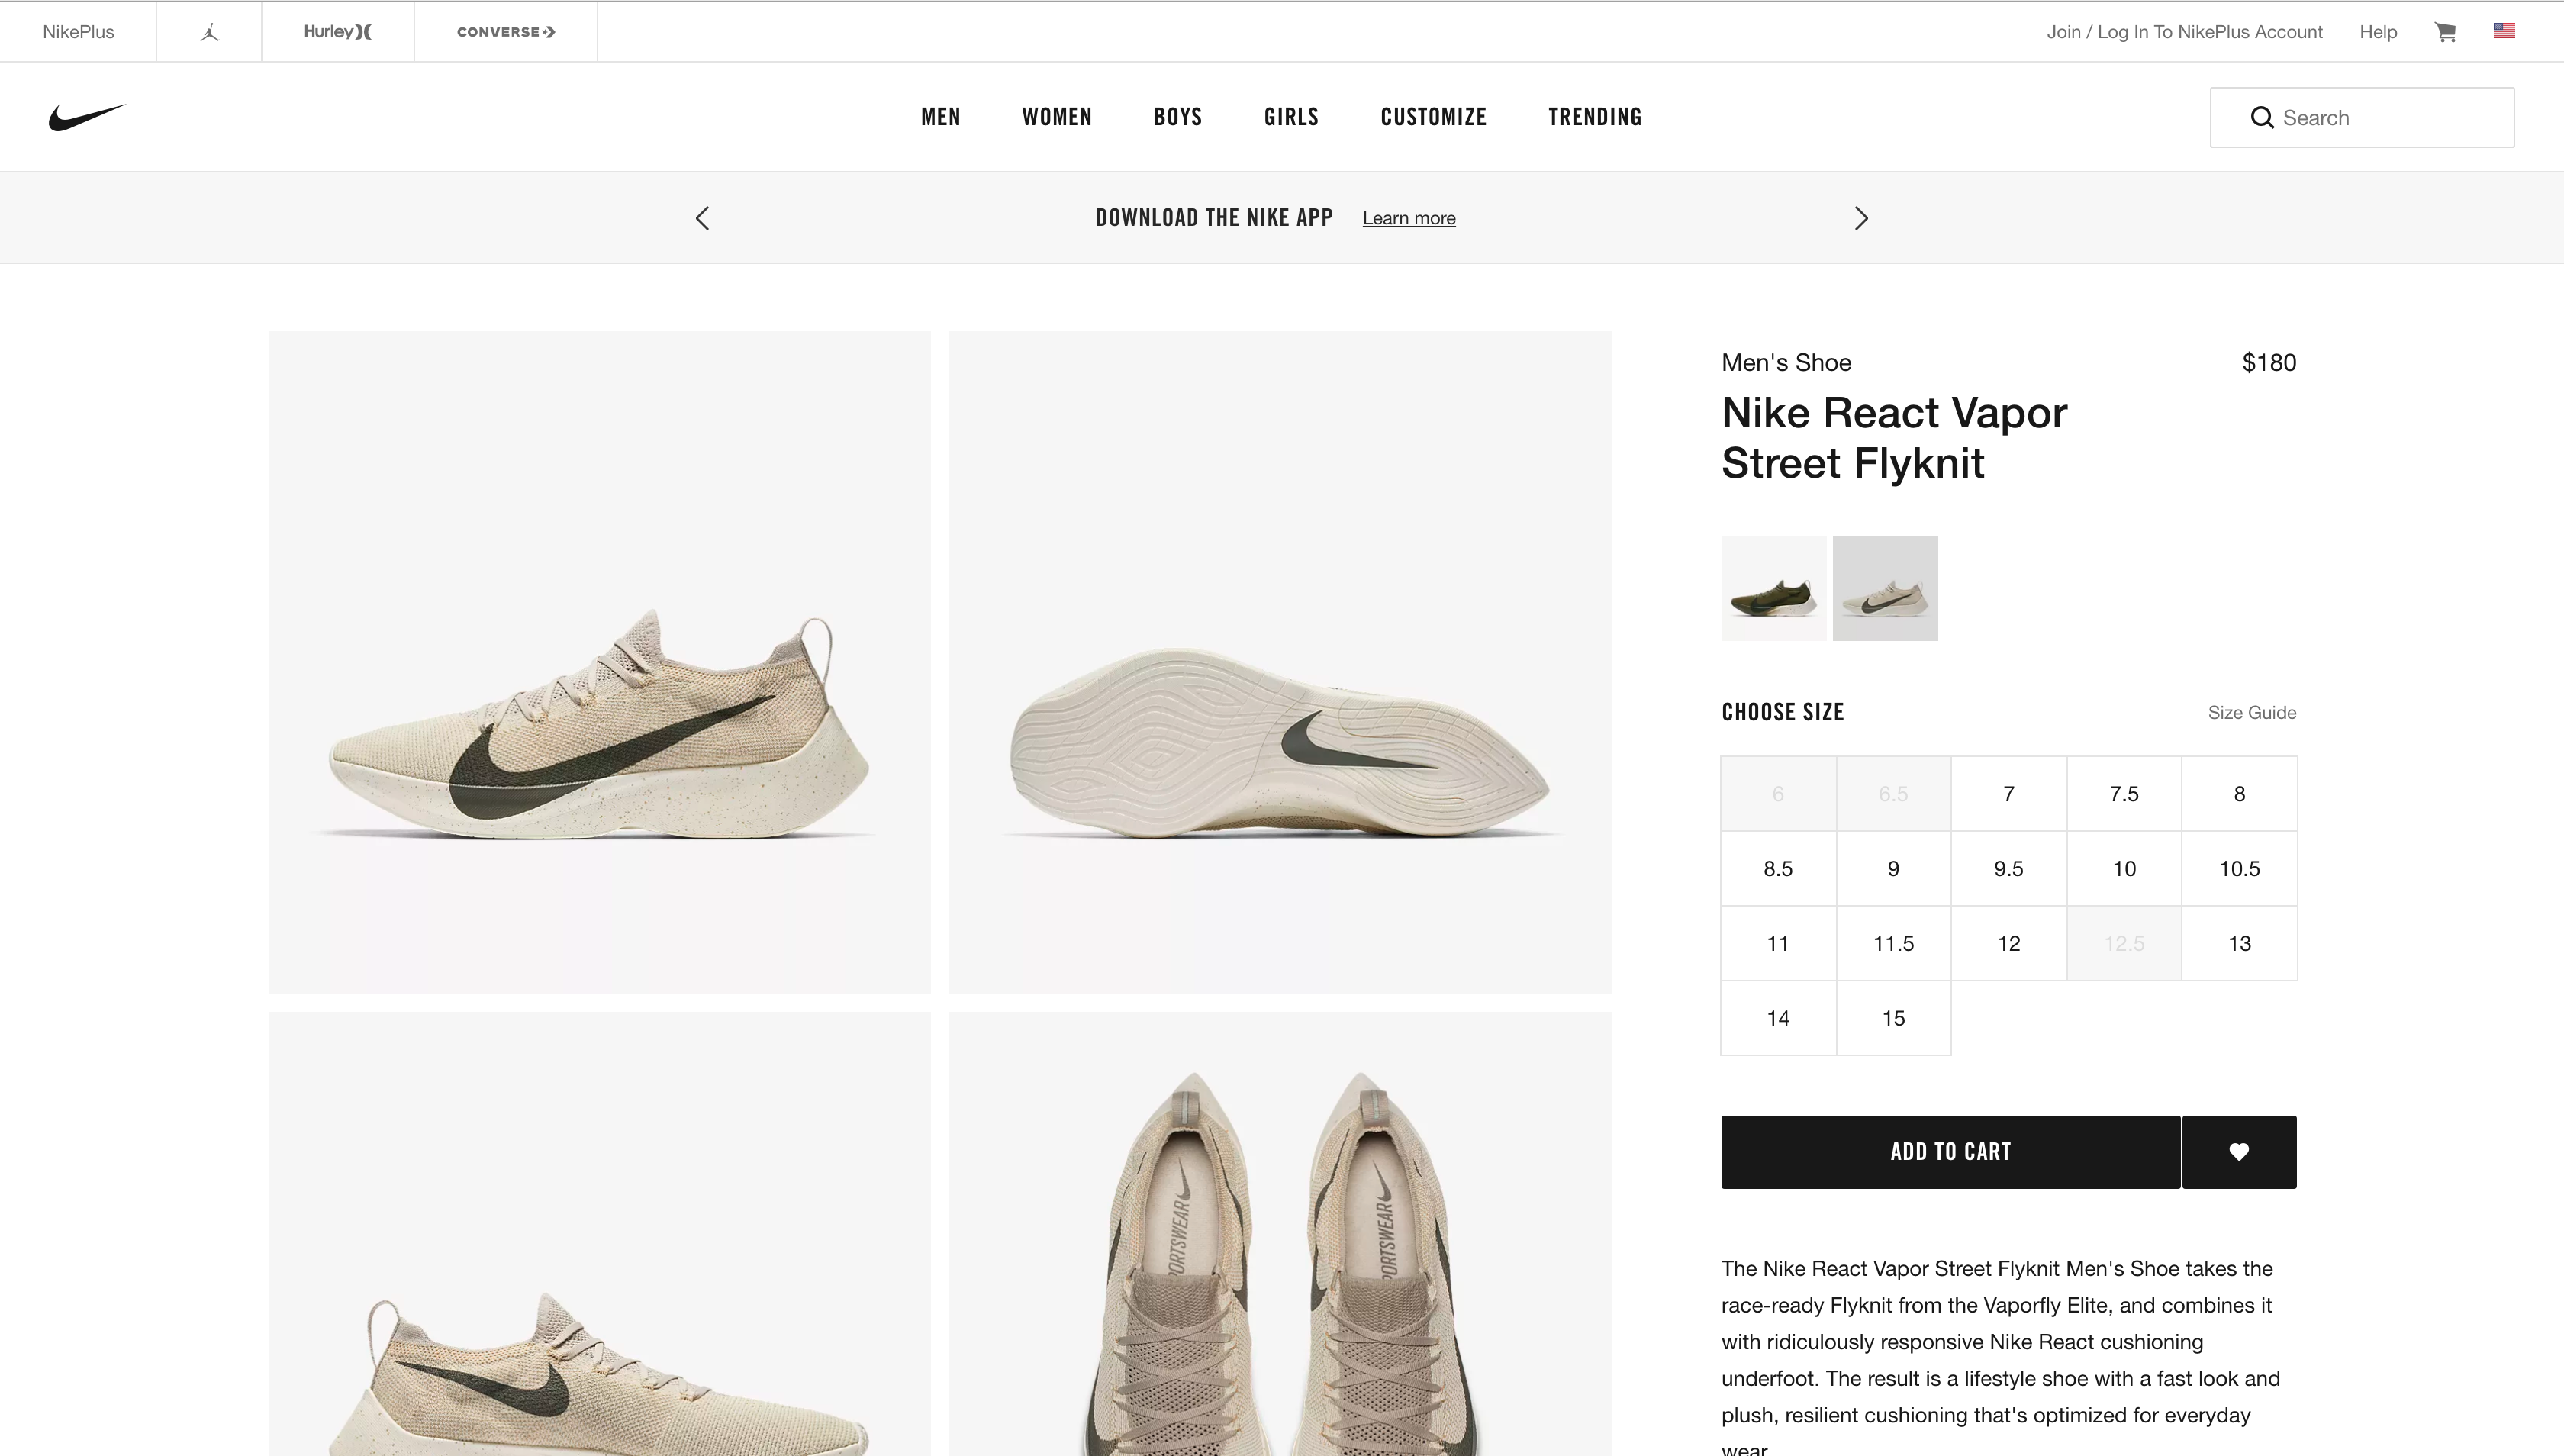 NikePlus
Hurley
CONVERSE
Join / Log In To NikePlus Account
Help
MEN
WOMEN
BOYS
GIRLS
CUSTOMIZE
TRENDING
Search
DOWNLOAD THE NIKE APP Learn more
Men's Shoe
$180
Nike React Vapor
Street Flyknit
CHOOSE SIZE
Size Guide
6 6.5 7 7.5 8
8.5 9 9.5 10 10.5
11 11.5 12 12.5 13
14 15
PORTSWEAR
PORTSWEAR
ADD TO CART
The Nike React Vapor Street Flyknit Men's Shoe takes the
race-ready Flyknit from the Vaporfly Elite, and combines it
with ridiculously responsive Nike React cushioning
underfoot. The result is a lifestyle shoe with a fast look and
plush, resilient cushioning that's optimized for everyday
wear.